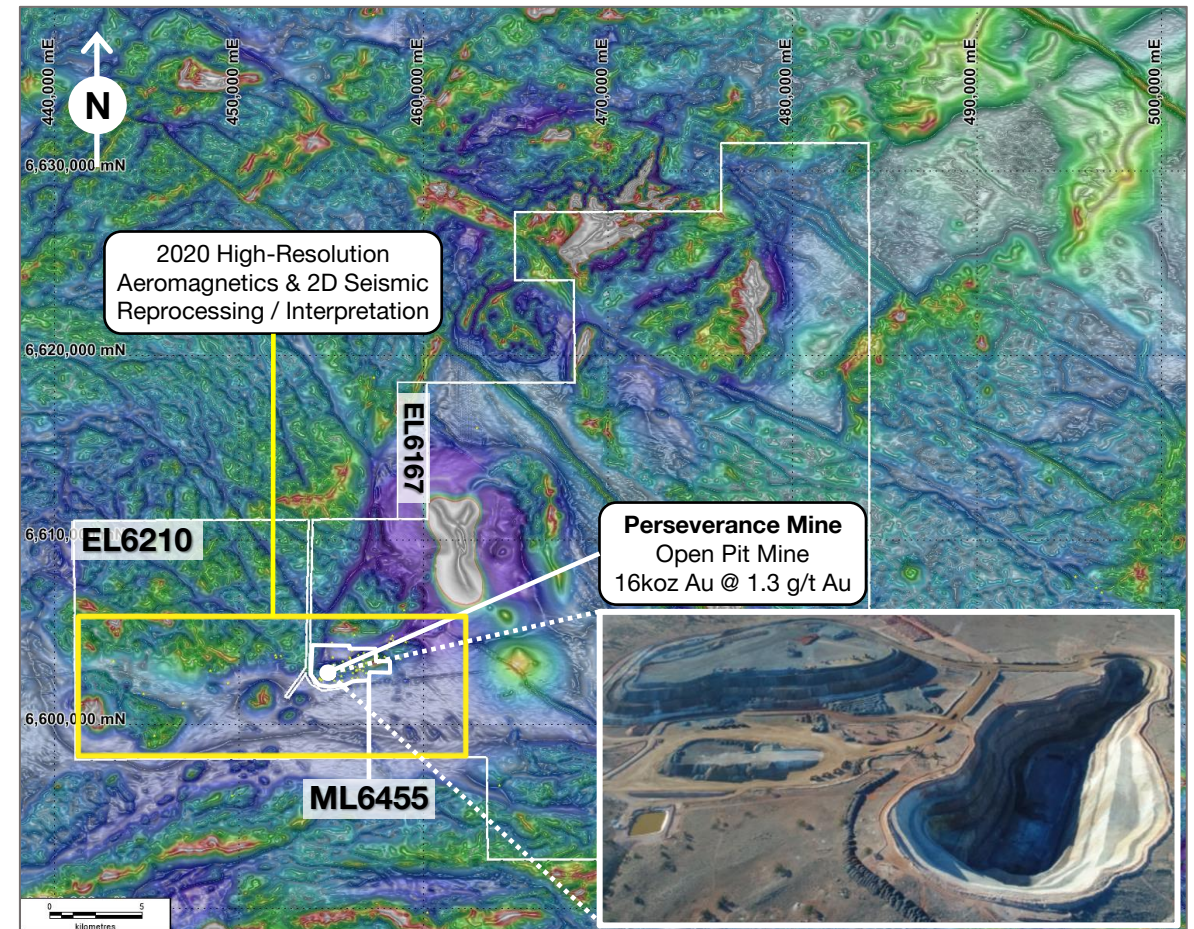 440,000 mE
450,000 mE
460,000 mE
470,000 mE
480,000 mE
490,000 mE
500,000 mE
N
6,630,000 mN
2020 High-Resolution
Aeromagnetics & 2D Seismic
Reprocessing / Interpretation
6,620,000 mN
EL6167
6,610,000 mN
EL6210
Perseverance Mine
Open Pit Mine
16koz Au @ 1.3 g/t Au
6,600,000 mN
ML6455
0 5
kilometres